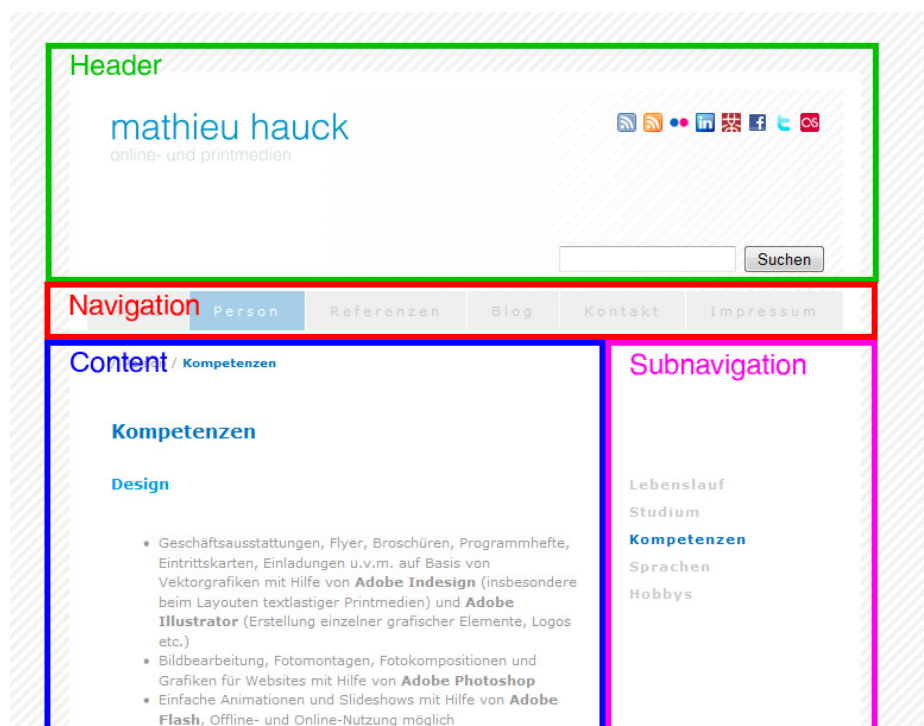 Header
mathieu hauck
online- und printmedien
Suchen
Navigation
Person Referenzen Blog Kontakt Impressum
Content / Kompetenzen
Subnavigation
Kompetenzen
Design
Lebenslauf
Studium
Kompetenzen
Sprachen
Hobbys
• Geschäftsausstattungen, Flyer, Broschüren, Programmhefte,
Eintrittskarten, Einladungen u.v.m. auf Basis von
Vektorgrafiken mit Hilfe von Adobe Indesign (insbesondere
beim Layouten textlastiger Printmedien) und Adobe
Illustrator (Erstellung einzelner grafischer Elemente, Logos
etc.)
• Bildbearbeitung, Fotomontagen, Fotokompositionen und
Grafiken für Websites mit Hilfe von Adobe Photoshop
• Einfache Animationen und Slideshows mit Hilfe von Adobe
Flash, Offline- und Online-Nutzung möglich